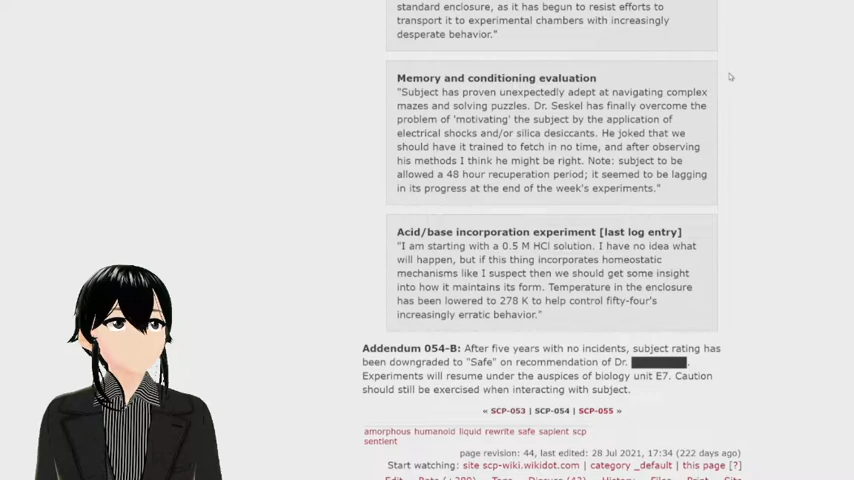 standard enclosure, as it has begun to resist efforts to
transport it to experimental chambers with increasingly
desperate behavior."
Memory and conditioning evaluation
"Subject has proven unexpectedly adept at navigating complex
mazes and solving puzzles. Dr. Seskel has finally overcome the
problem of 'motivating' the subject by the application of
electrical shocks and/or silica desiccants. He joked that we
should have it trained to fetch in no time, and after observing
his methods I think he might be right. Note: subject to be
allowed a 48 hour recuperation period; it seemed to be lagging
in its progress at the end of the week's experiments."
Acid/base incorporation experiment [last log entry]
"I am starting with a 0.5 M HCl solution. I have no idea what
will happen, but if this thing incorporates homeostatic
mechanisms like I suspect then we should get some insight
into how it maintains its form. Temperature in the enclosure
has been lowered to 278 K to help control fifty-four's
increasingly erratic behavior."
Addendum 054-B: After five years with no incidents, subject rating has
been downgraded to "Safe" on recommendation of Dr. ███████.
Experiments will resume under the auspices of biology unit E7. Caution
should still be exercised when interacting with subject.
« SCP-053 | SCP-054 | SCP-055 »
amorphous humanoid liquid rewrite safe sapient scp
sentient
page revision: 44, last edited: 28 Jul 2021, 17:34 (222 days ago)
Start watching: site scp-wiki.wikidot.com | category _default | this page [?]